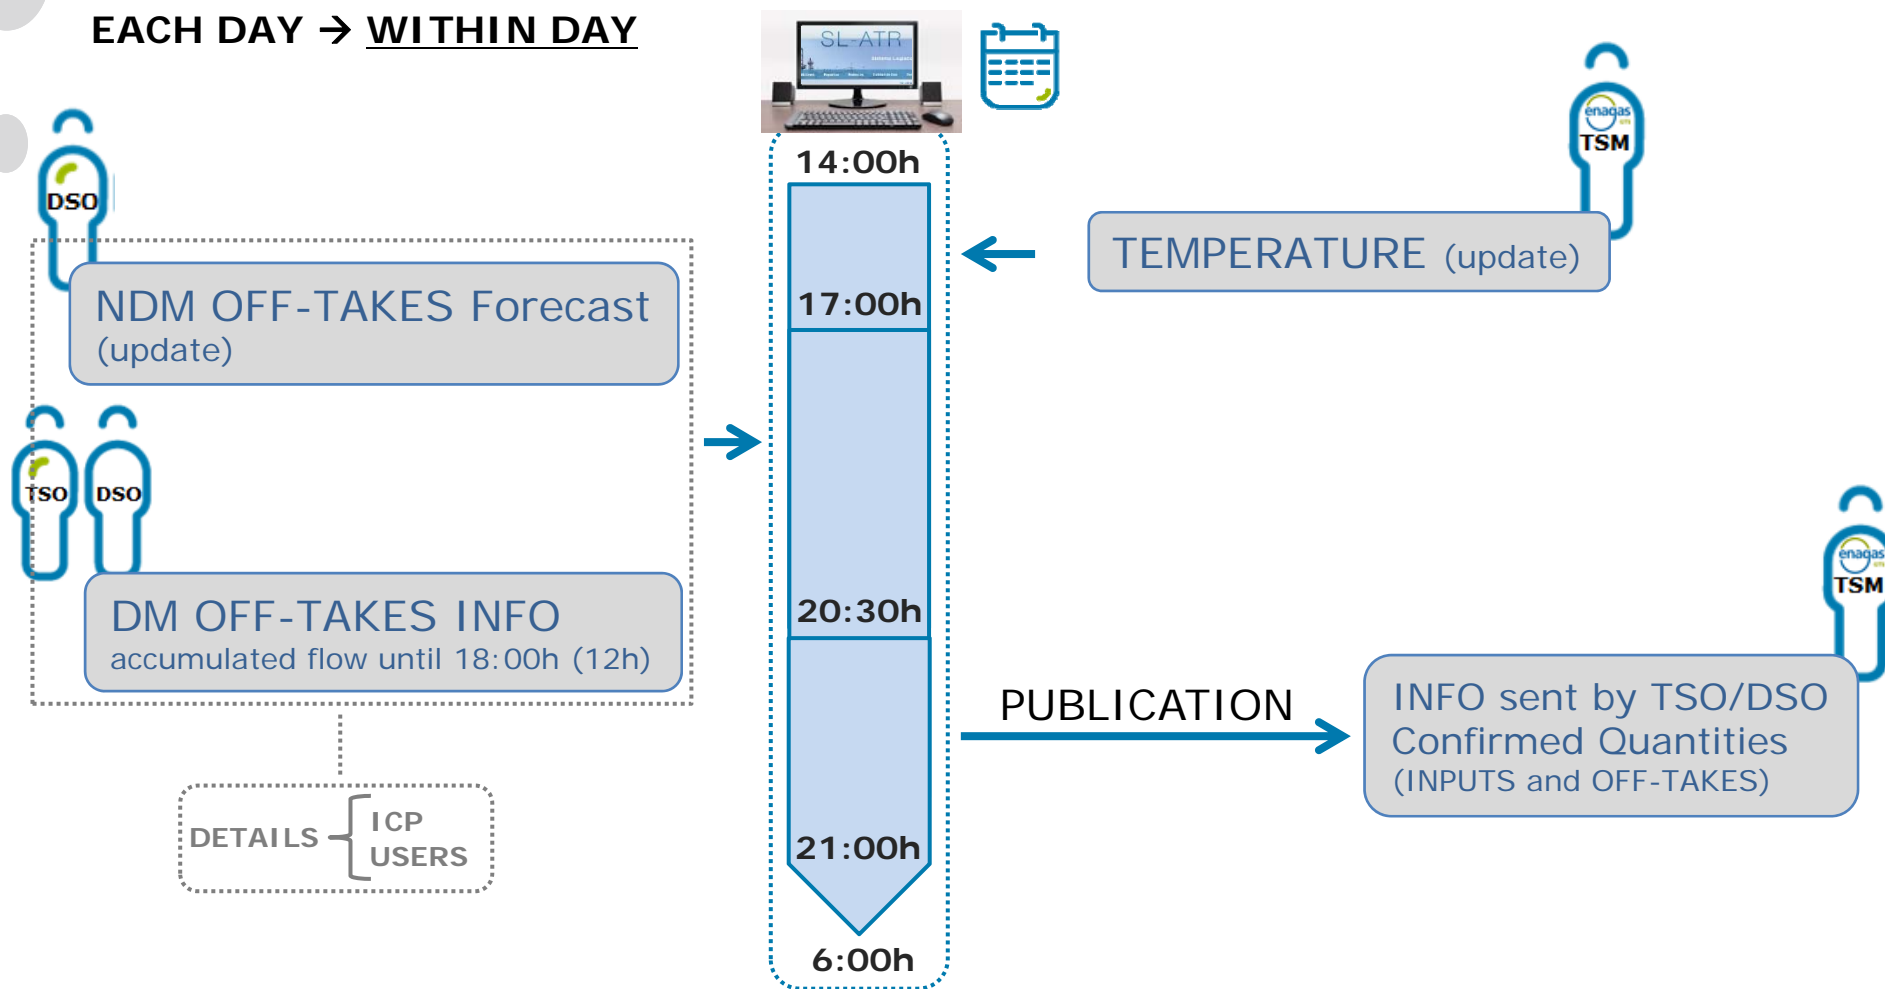 EACH DAY → WITHIN DAY
SL-ATR
14:00h
enagas
TSM
DSO
TEMPERATURE (update)
NDM OFF-TAKES Forecast
(update)
17:00h
TSO
DSO
DM OFF-TAKES INFO
accumulated flow until 18:00h (12h)
20:30h
enagas
TSM
PUBLICATION
INFO sent by TSO/DSO
Confirmed Quantities
(INPUTS and OFF-TAKES)
DETAILS
ICP
USERS
21:00h
6:00h